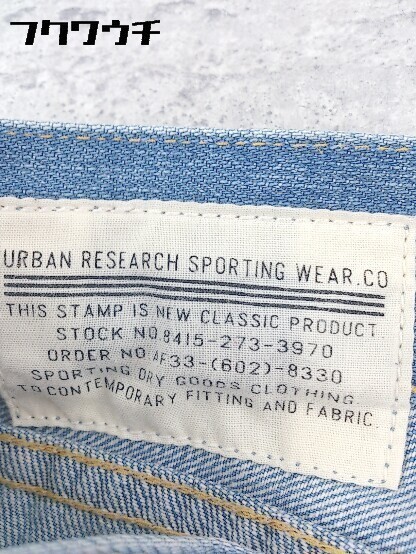 フクワウチ
URBAN RESEARCH SPORTING WEAR.CO
THIS STAMP IS NEW CLASSIC PRODUCT.
STOCK NO 8415-273-3970
ORDER NO AF33-(602)-8330
SPORTING DRY GOODS CLOTHING
TO CONTEMPORARY FITTING AND FABRIC.